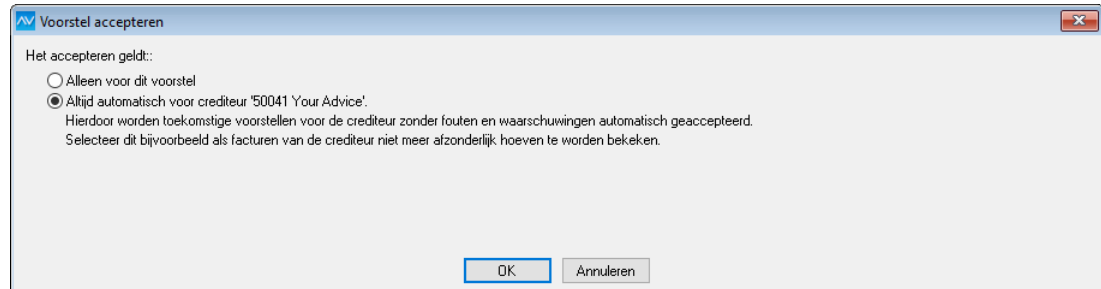 Voorstel accepteren
Het accepteren geldt::
Alleen voor dit voorstel
Altijd automatisch voor crediteur '50041 Your Advice'.
Hierdoor worden toekomstige voorstellen voor de crediteur zonder fouten en waarschuwingen automatisch geaccepteerd.
Selecteer dit bijvoorbeeld als facturen van de crediteur niet meer afzonderlijk hoeven te worden bekeken.
OK Annuleren